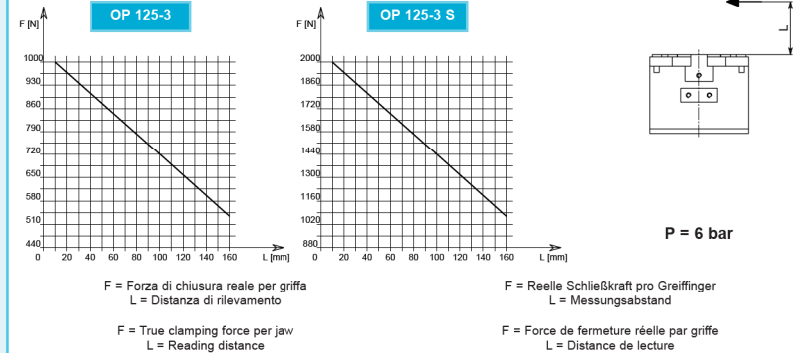 OP 125-3
F [N]
1000
930
860
790
720
650
580
510
440
0 20 40 60 80 100 120 140 160 L [mm]
OP 125-3 S
F [N]
2000
1860
1720
1580
1440
1300
1160
1020
880
0 20 40 60 80 100 120 140 160 L [mm]
L
P = 6 bar
F = Forza di chiusura reale per griffa
L = Distanza di rilevamento
F = Reelle Schließkraft pro Greiffinger
L = Messungsabstand
F = True clamping force per jaw
L = Reading distance
F = Force de fermeture réelle par griffe
L = Distance de lecture